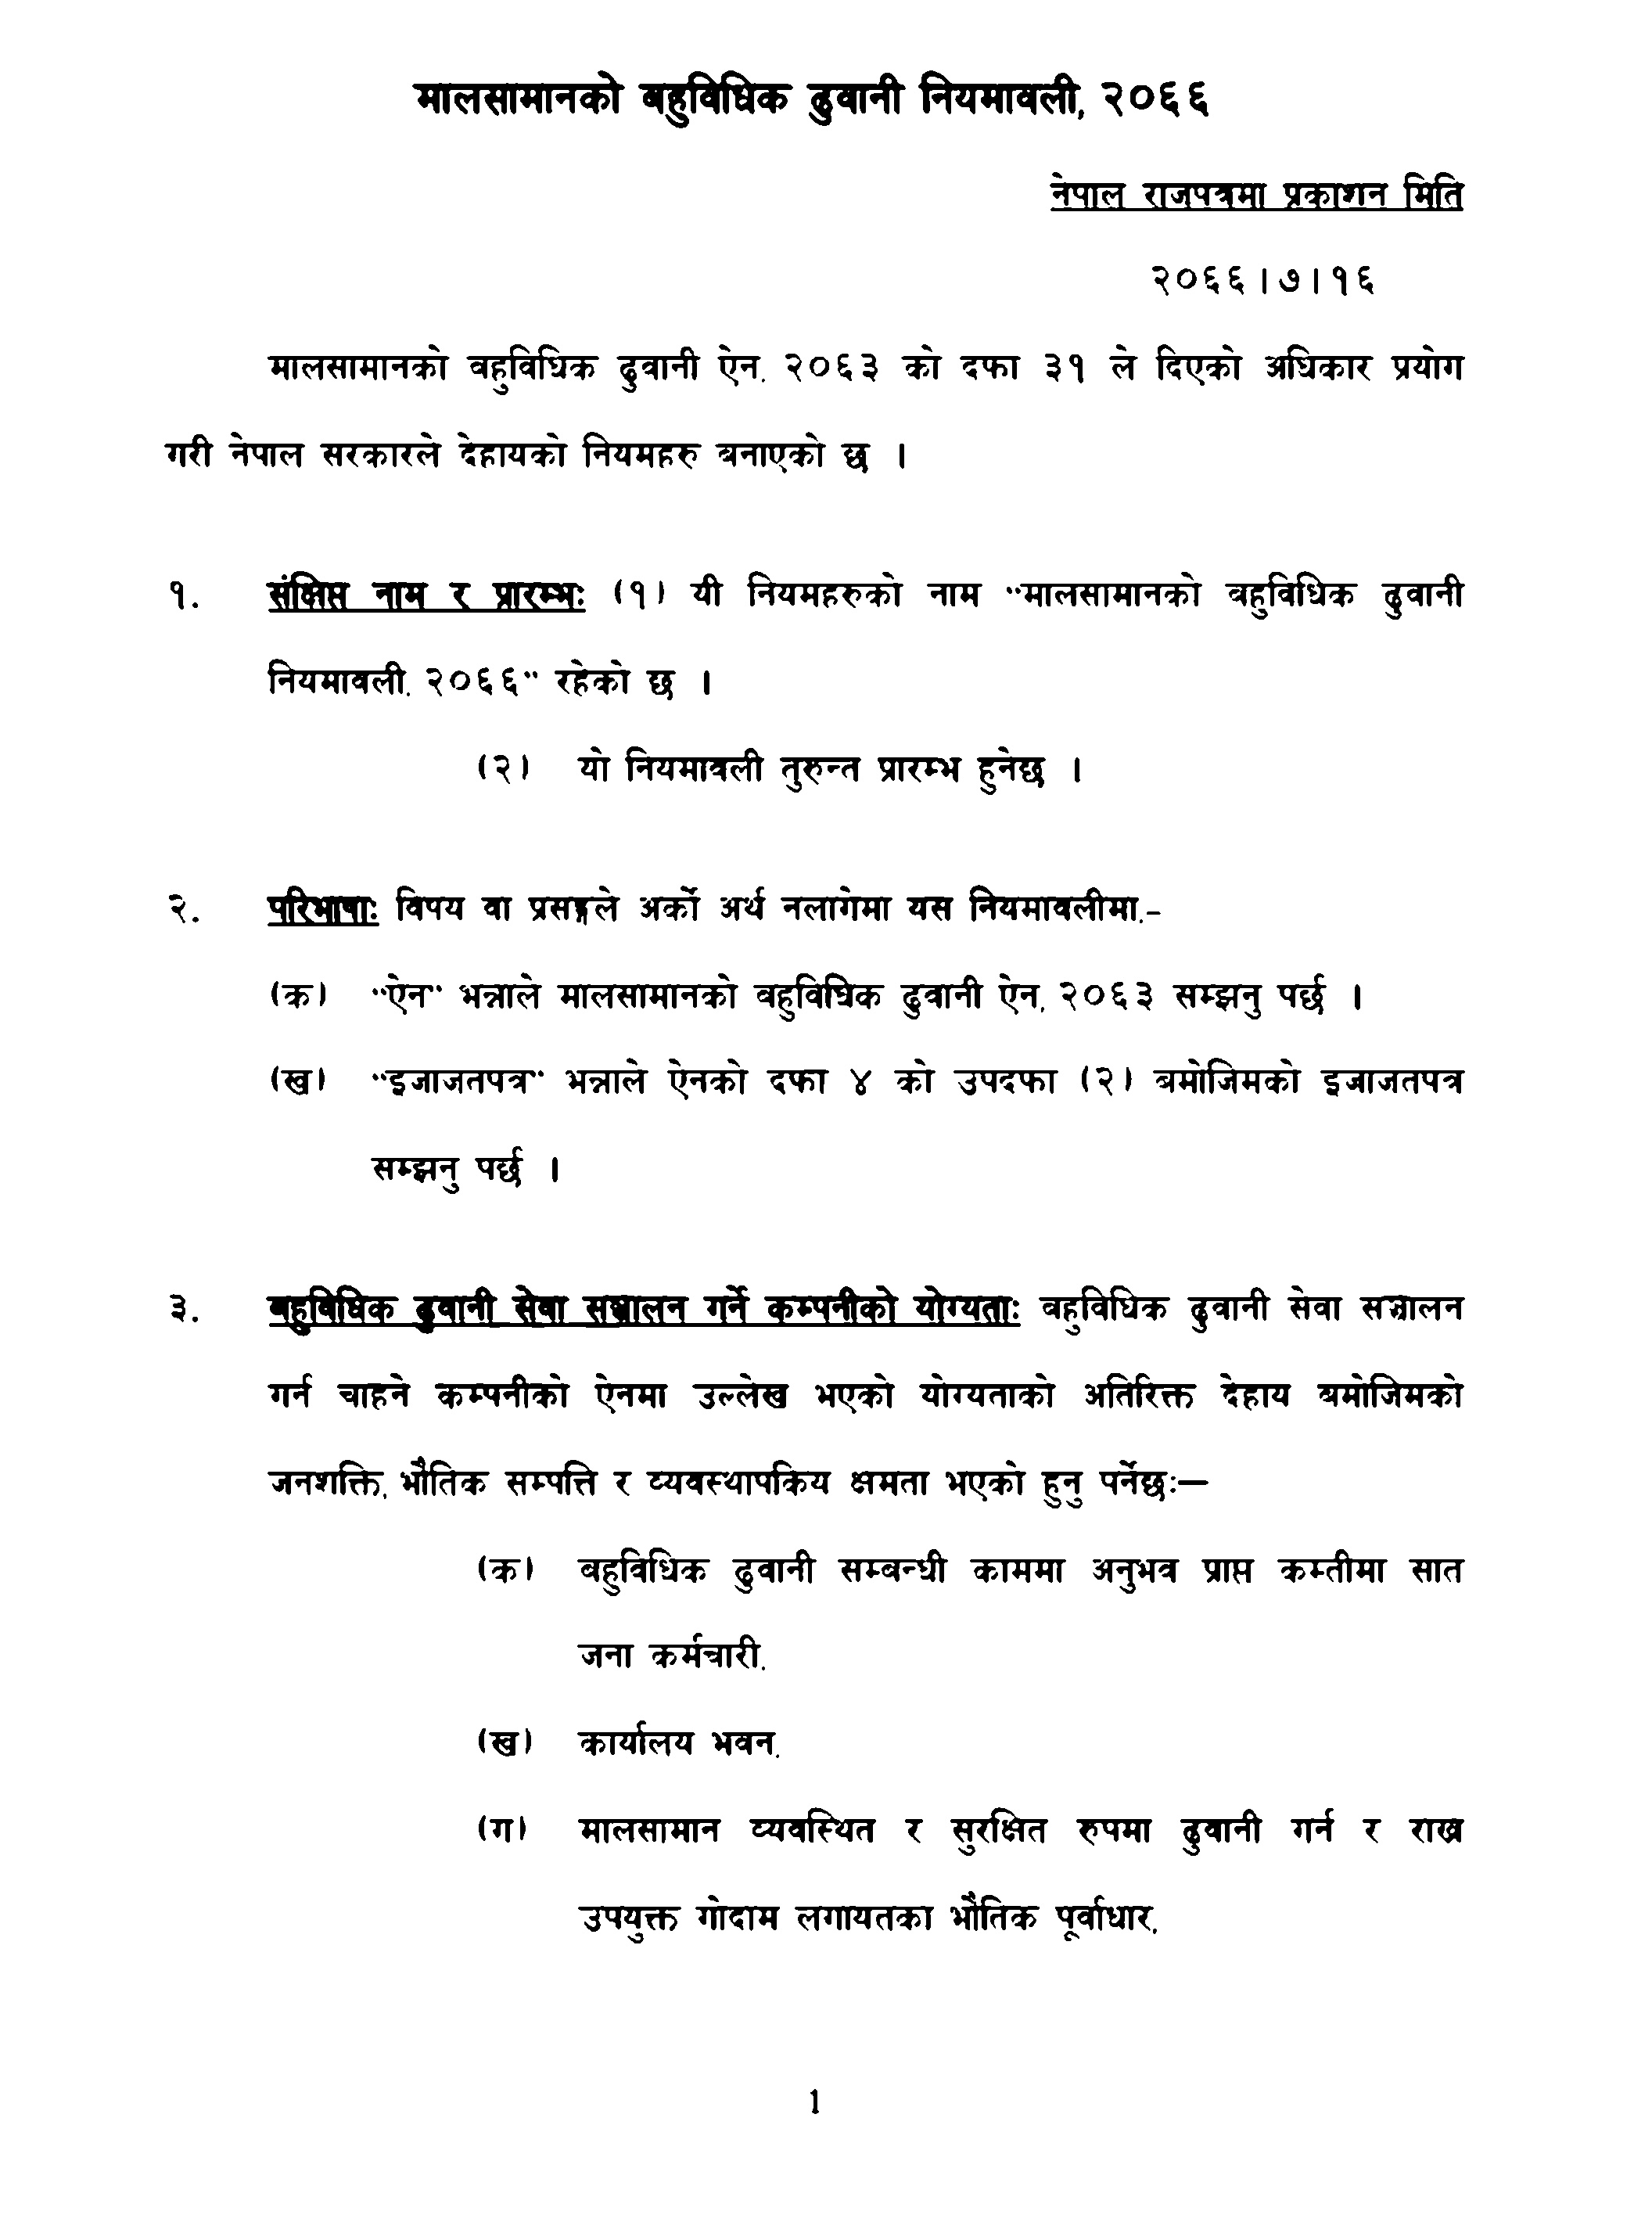 मालसामानको बहुविधिक ढुवानी नियमावली, २०६६
नेपाल राजपत्रमा प्रकाशन मिति
२०६६।७।१६
मालसामानको बहुविधिक ढुवानी ऐन, २०६३ को दफा ३१ ले दिएको अधिकार प्रयोग
गरी नेपाल सरकारले देहायको नियमहरु बनाएको छ ।
१. संक्षिप्त नाम र प्रारम्भः (१) यी नियमहरुको नाम "मालसामानको बहुविधिक ढुवानी
नियमावली, २०६६" रहेको छ ।
(२) यो नियमावली तुरुन्त प्रारम्भ हुनेछ ।
२. परिभाषाः विषय वा प्रसङ्गले अर्को अर्थ नलागेमा यस नियमावलीमा,-
(क) "ऐन" भन्नाले मालसामानको बहुविधिक ढुवानी ऐन, २०६३ सम्झनु पर्छ ।
(ख) "इजाजतपत्र" भन्नाले ऐनको दफा ४ को उपदफा (२) बमोजिमको इजाजतपत्र
सम्झनु पर्छ ।
३. बहुविधिक ढुवानी सेवा सञ्चालन गर्ने कम्पनीको योग्यताः बहुविधिक ढुवानी सेवा सञ्चालन
गर्न चाहने कम्पनीको ऐनमा उल्लेख भएको योग्यताको अतिरिक्त देहाय बमोजिमको
जनशक्ति, भौतिक सम्पत्ति र व्यवस्थापकिय क्षमता भएको हुनु पर्नेछः—
(क) बहुविधिक ढुवानी सम्बन्धी काममा अनुभव प्राप्त कम्तीमा सात
जना कर्मचारी,
(ख) कार्यालय भवन,
(ग) मालसामान व्यवस्थित र सुरक्षित रुपमा ढुवानी गर्न र राख्न
उपयुक्त गोदाम लगायतका भौतिक पूर्वाधार,
1